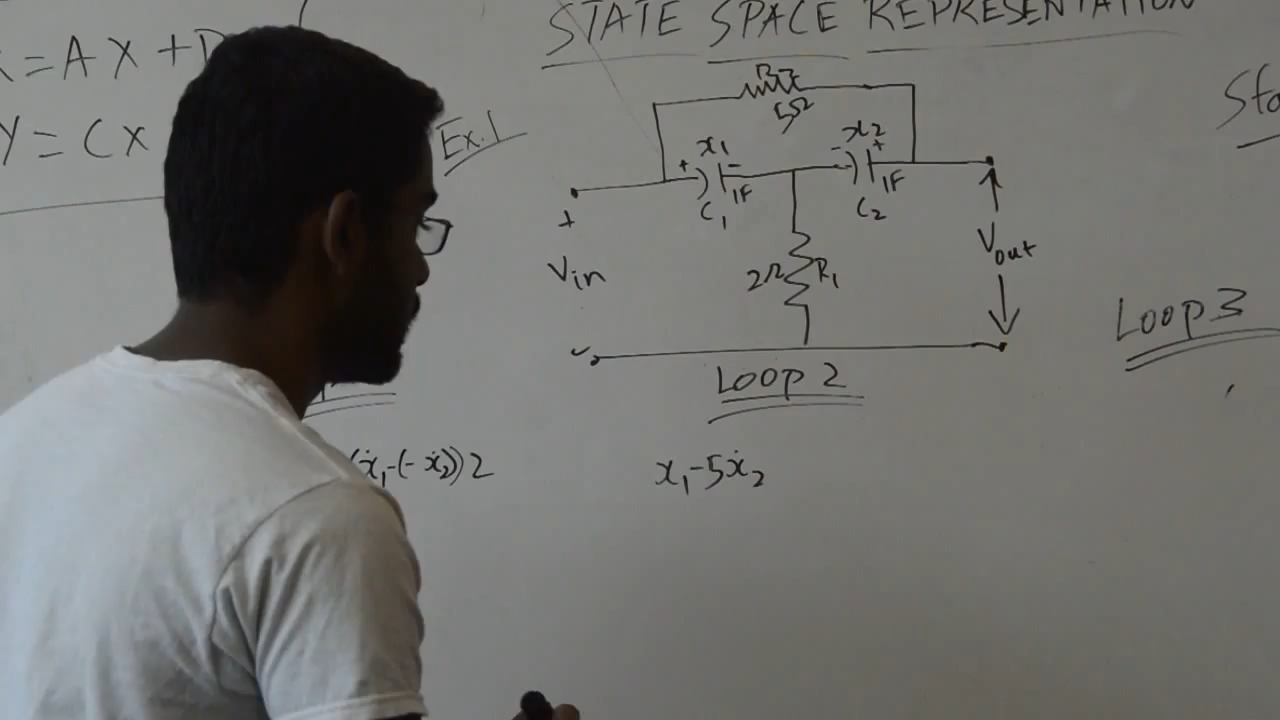 STATE SPACE REPRESENTATION
=AX+
Y=CX
Ex.1
R2
5Ω
x1
x2
+
-
-
+
1F
1F
C1
C2
+
Vin
-
2Ω
R1
Vout
Loop 2
Loop 3
(ẋ1-(-ẋ2))2
x1-5ẋ2